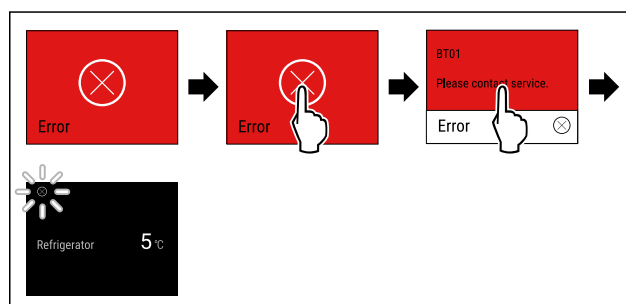 Error
Error
BT01
Please contact service.
Error
Refrigerator 5 °C